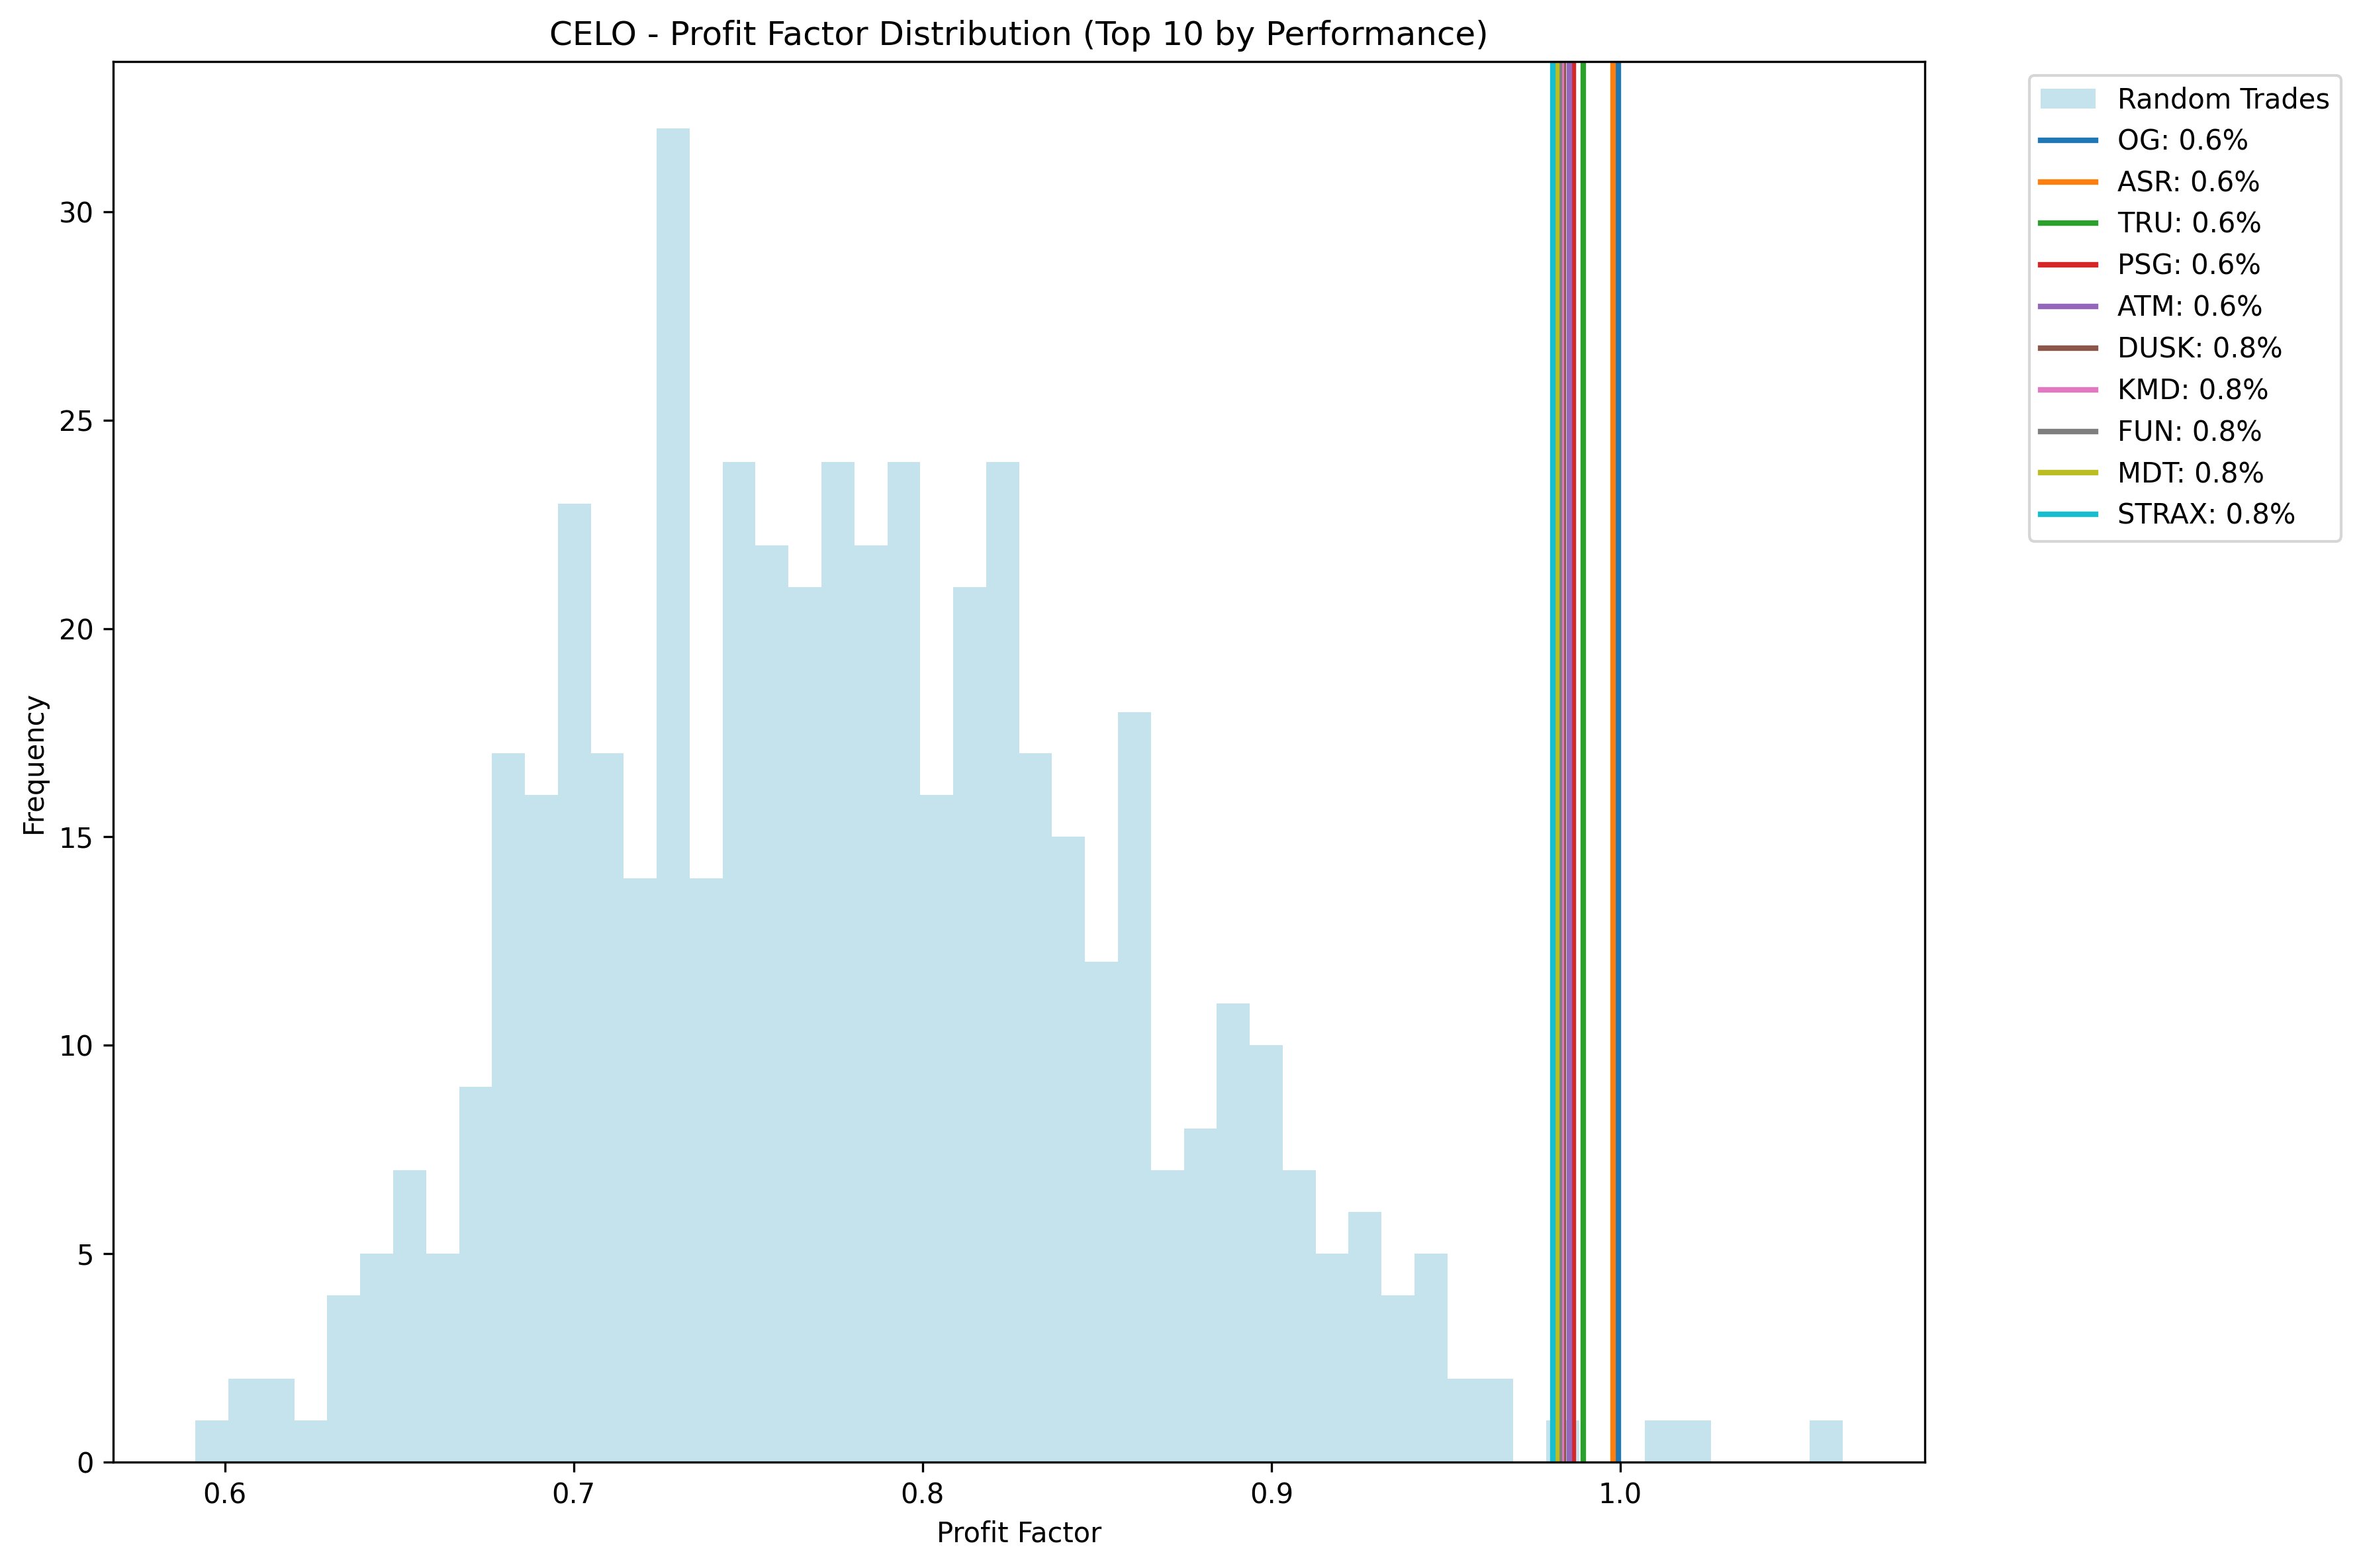 CELO - Profit Factor Distribution (Top 10 by Performance)
Random Trades
OG: 0.6%
ASR: 0.6%
TRU: 0.6%
PSG: 0.6%
ATM: 0.6%
DUSK: 0.8%
KMD: 0.8%
FUN: 0.8%
MDT: 0.8%
STRAX: 0.8%
Frequency
30
25
20
15
10
5
0
0.6 0.7 0.8 0.9 1.0
Profit Factor